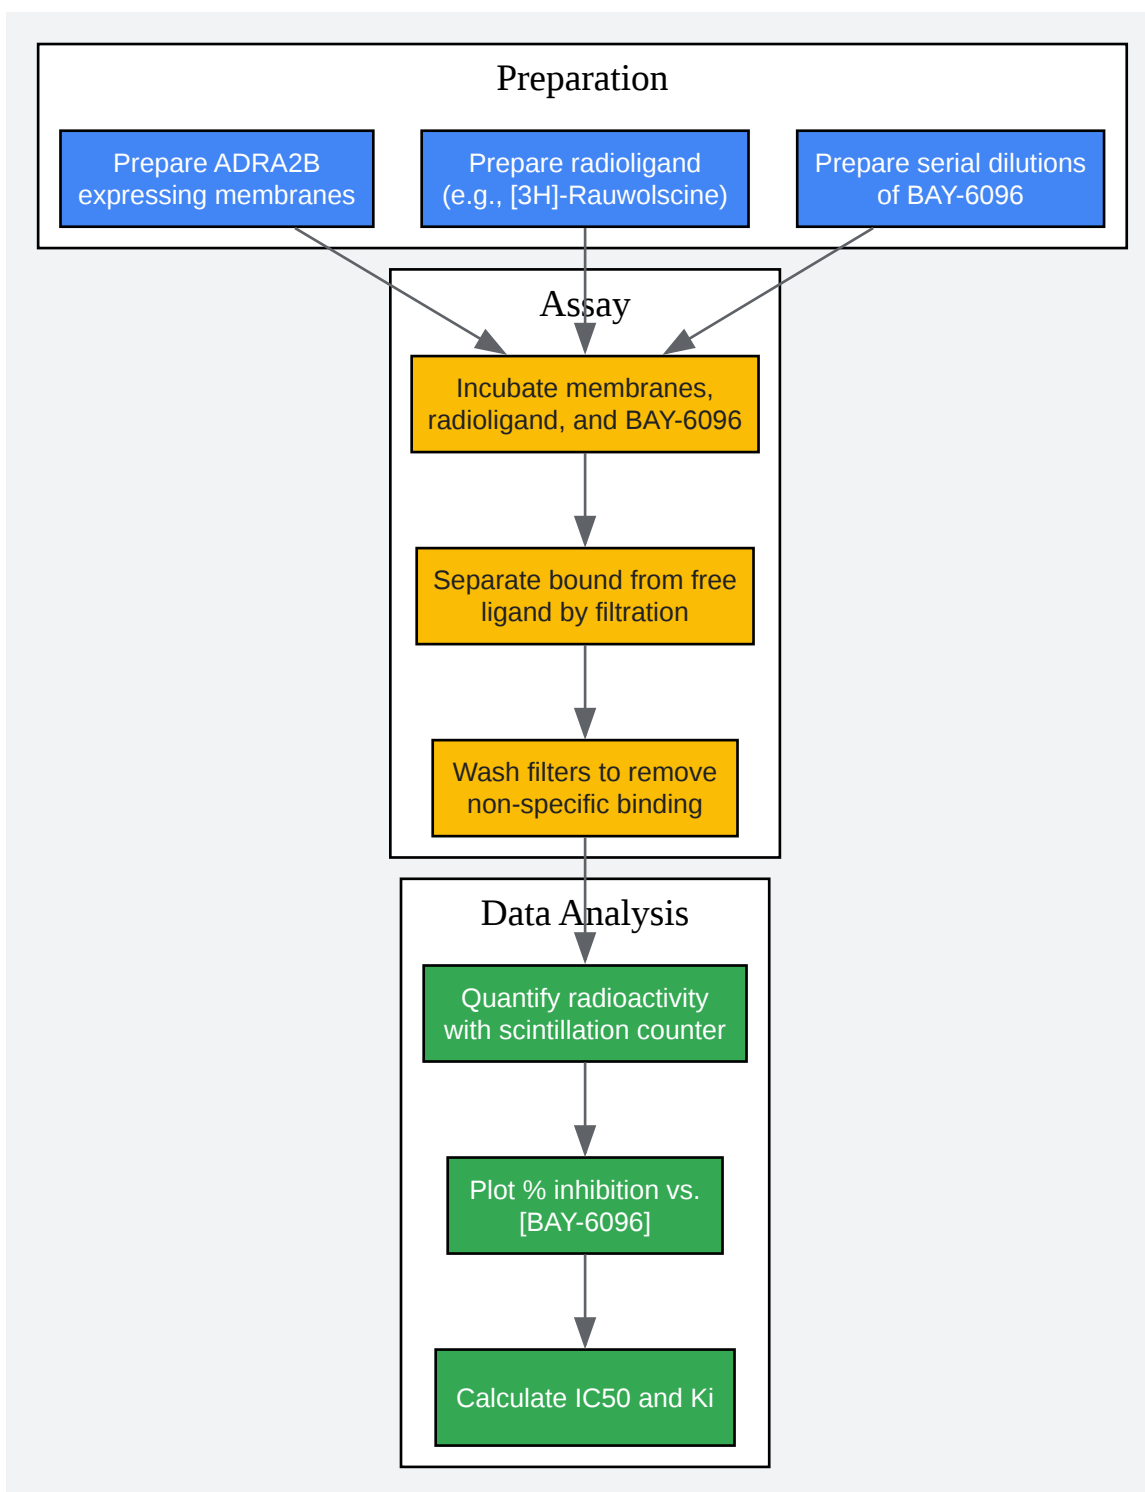 Preparation
Prepare ADRA2B
expressing membranes
Prepare radioligand
(e.g., [3H]-Rauwolscine)
Prepare serial dilutions
of BAY-6096
Assay
Incubate membranes,
radioligand, and BAY-6096
Separate bound from free
ligand by filtration
Wash filters to remove
non-specific binding
Data Analysis
Quantify radioactivity
with scintillation counter
Plot % inhibition vs.
[BAY-6096]
Calculate IC50 and Ki